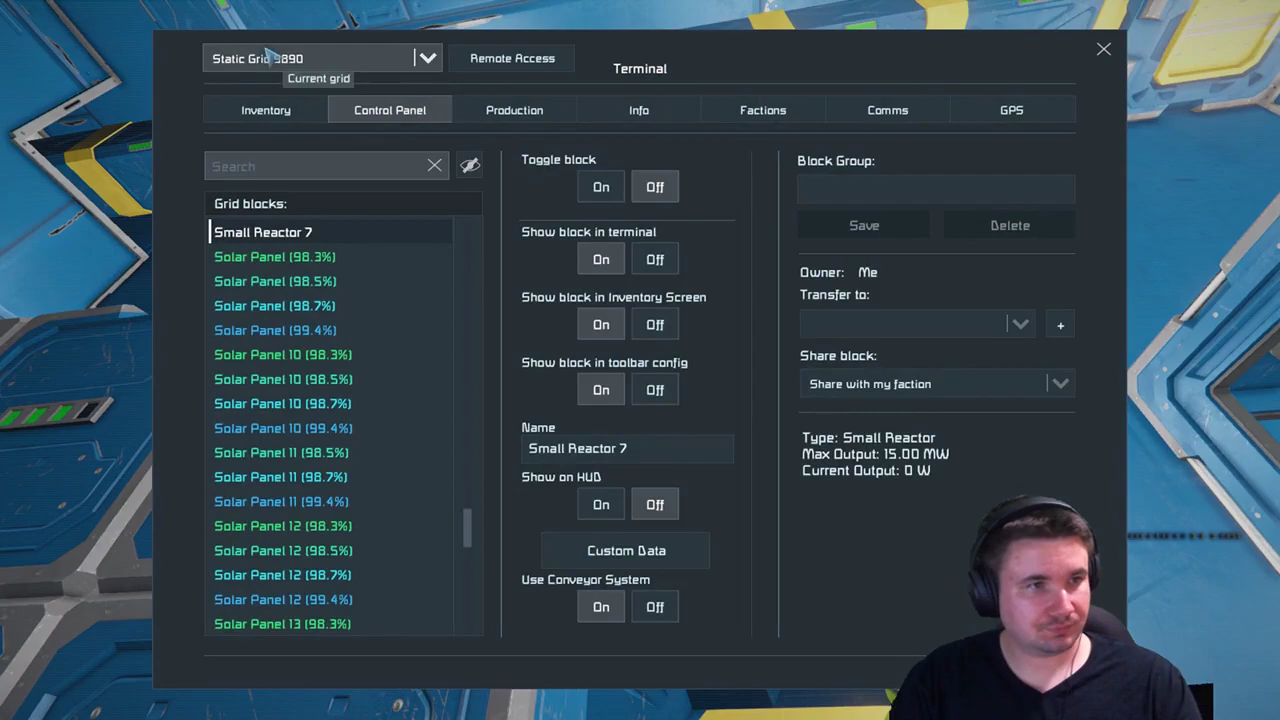 Static Grid 3890
Remote Access
Current grid
Terminal
Inventory
Control Panel
Production
Info
Factions
Comms
GPS
Search
Grid blocks:
Small Reactor 7
Solar Panel (98.3%)
Solar Panel (98.5%)
Solar Panel (98.7%)
Solar Panel (99.4%)
Solar Panel 10 (98.3%)
Solar Panel 10 (98.5%)
Solar Panel 10 (98.7%)
Solar Panel 10 (99.4%)
Solar Panel 11 (98.5%)
Solar Panel 11 (98.7%)
Solar Panel 11 (99.4%)
Solar Panel 12 (98.3%)
Solar Panel 12 (98.5%)
Solar Panel 12 (98.7%)
Solar Panel 12 (99.4%)
Solar Panel 13 (98.3%)
Toggle block
On Off
Show block in terminal
On Off
Show block in Inventory Screen
On Off
Show block in toolbar config
On Off
Name
Small Reactor 7
Show on HUD
On Off
Custom Data
Use Conveyor System
On Off
Block Group:
Save Delete
Owner: Me
Transfer to:
+
Share block:
Share with my faction
Type: Small Reactor
Max Output: 15.00 MW
Current Output: 0 W